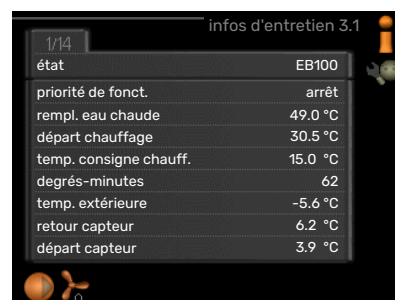 infos d'entretien 3.1
1/14
état EB100
priorité de fonct. arrêt
rempl. eau chaude 49.0 °C
départ chauffage 30.5 °C
temp. consigne chauff. 15.0 °C
degrés-minutes 62
temp. extérieure -5.6 °C
retour capteur 6.2 °C
départ capteur 3.9 °C